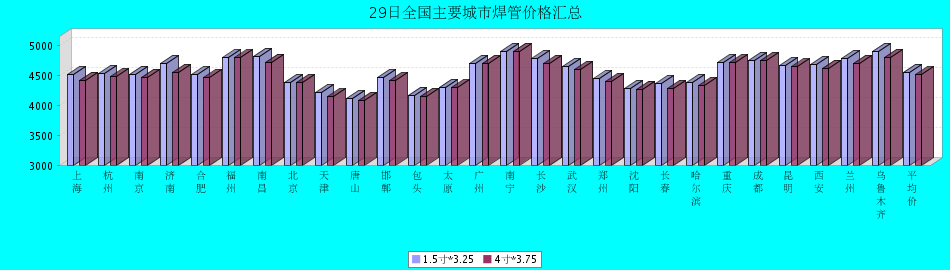 29日全国主要城市焊管价格汇总
5000
4500
4000
3500
3000
上海
杭州
南京
济南
合肥
福州
南昌
北京
天津
唐山
邯郸
包头
太原
广州
南宁
长沙
武汉
郑州
沈阳
长春
哈尔滨
重庆
成都
昆明
西安
兰州
乌鲁木齐
平均价
1.5寸*3.25
4寸*3.75